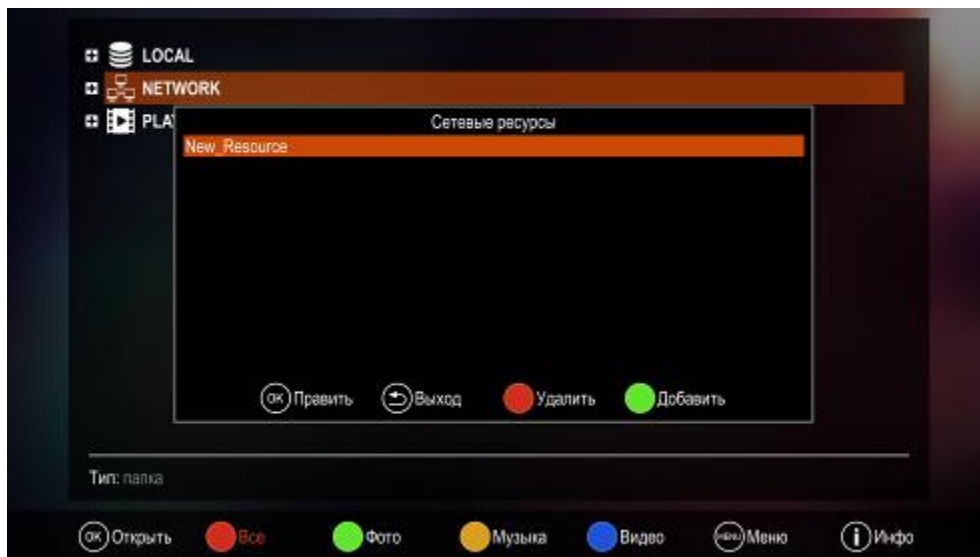 LOCAL
NETWORK
PLA
Сетевые ресурсы
New_Resource
OK Править Выход Удалить Добавить
Тип: папка
OK Открыть Все Фото Музыка Видео MENU Меню i Инфо